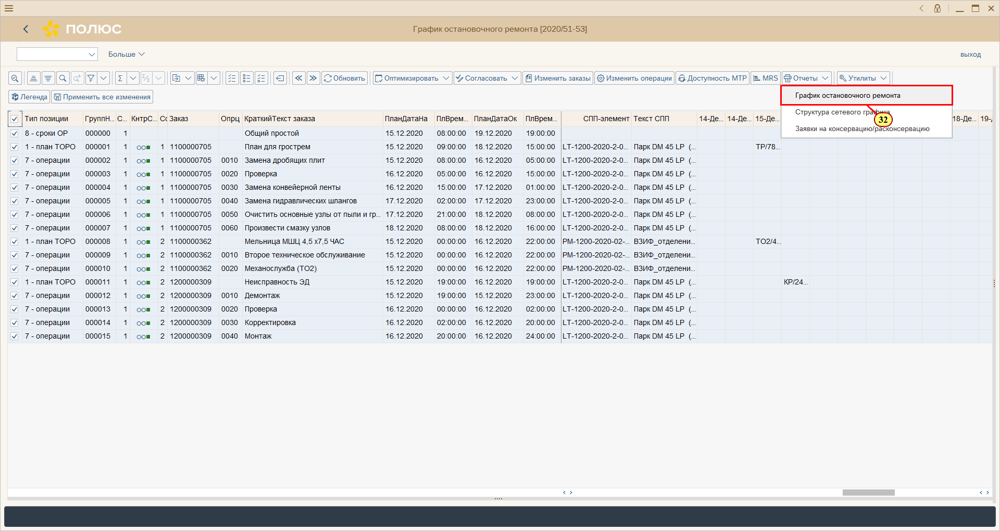 ПОЛЮС
График остановочного ремонта [2020/51-53]
Больше
выход
Обновить Оптимизировать Согласовать Изменить заказы Изменить операции Доступность МТР MRS Отчеты Утилиты
Легенда Применить все изменения
График остановочного ремонта
Структура сетевого графика
32
Заявки на консервацию/расконсервацию
Тип позиции ГруппН... С... КнтрС... Сс Заказ Опрц КраткийТекст заказа ПланДатаНа ПлВрем... ПланДатаОк ПлВрем... СПП-элемент Текст СПП 14-Де... 14-Де... 15-Де... 18-Де...
8 - сроки ОР 000000 1 Общий простой 15.12.2020 08:00:00 19.12.2020 19:00:00
1 - план ТОРО 000001 1 1 1100000705 План для грострем 15.12.2020 09:00:00 18.12.2020 15:00:00 LT-1200-2020-2-0... Парк DM 45 LP (... ТР/78...
7 - операции 000002 1 1 1100000705 0010 Замена дробящих плит 15.12.2020 08:00:00 16.12.2020 05:00:00 LT-1200-2020-2-0... Парк DM 45 LP (...
7 - операции 000003 1 1 1100000705 0020 Проверка 16.12.2020 05:00:00 16.12.2020 15:00:00 LT-1200-2020-2-0... Парк DM 45 LP (...
7 - операции 000004 1 1 1100000705 0030 Замена конвейерной ленты 16.12.2020 15:00:00 17.12.2020 01:00:00 LT-1200-2020-2-0... Парк DM 45 LP (...
7 - операции 000005 1 1 1100000705 0040 Замена гидравлических шлангов 17.12.2020 02:00:00 17.12.2020 23:00:00 LT-1200-2020-2-0... Парк DM 45 LP (...
7 - операции 000006 1 1 1100000705 0050 Очистить основные узлы от пыли и гр... 17.12.2020 21:00:00 18.12.2020 08:00:00 LT-1200-2020-2-0... Парк DM 45 LP (...
7 - операции 000007 1 1 1100000705 0060 Произвести смазку узлов 18.12.2020 08:00:00 18.12.2020 16:00:00 LT-1200-2020-2-0... Парк DM 45 LP (...
1 - план ТОРО 000008 1 2 1100000362 Мельница МШЦ 4,5 х7,5 ЧАС 15.12.2020 00:00:00 16.12.2020 22:00:00 PM-1200-2020-02-... ВЗИФ_отделени... ТО2/4...
7 - операции 000009 1 2 1100000362 0010 Второе техническое обслуживание 15.12.2020 00:00:00 16.12.2020 22:00:00 PM-1200-2020-02-... ВЗИФ_отделени...
7 - операции 000010 1 2 1100000362 0020 Механослужба (ТО2) 15.12.2020 00:00:00 16.12.2020 22:00:00 PM-1200-2020-02-... ВЗИФ_отделени...
1 - план ТОРО 000011 1 2 1200000309 Неисправность ЭД 15.12.2020 19:00:00 16.12.2020 19:00:00 LT-1200-2020-2-0... Парк DM 45 LP (... КР/24...
7 - операции 000012 1 2 1200000309 0010 Демонтаж 15.12.2020 19:00:00 15.12.2020 23:00:00 LT-1200-2020-2-0... Парк DM 45 LP (...
7 - операции 000013 1 2 1200000309 0020 Проверка 16.12.2020 00:00:00 16.12.2020 02:00:00 LT-1200-2020-2-0... Парк DM 45 LP (...
7 - операции 000014 1 2 1200000309 0030 Корректировка 16.12.2020 02:00:00 16.12.2020 20:00:00 LT-1200-2020-2-0... Парк DM 45 LP (...
7 - операции 000015 1 2 1200000309 0040 Монтаж 16.12.2020 20:00:00 16.12.2020 24:00:00 LT-1200-2020-2-0... Парк DM 45 LP (...